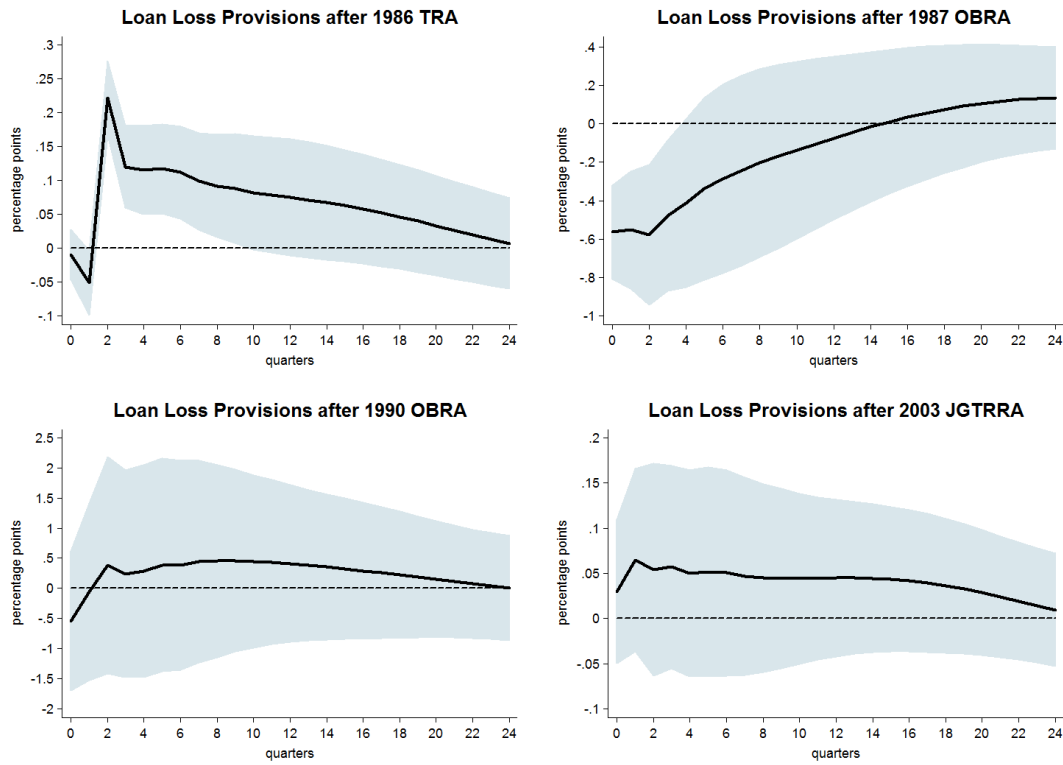 Loan Loss Provisions after 1986 TRA
percentage points
.3
.25
.2
.15
.1
.05
0
-.05
-.1
0 2 4 6 8 10 12 14 16 18 20 22 24
quarters
Loan Loss Provisions after 1987 OBRA
percentage points
.4
.2
0
-.2
-.4
-.6
-.8
-1
0 2 4 6 8 10 12 14 16 18 20 22 24
quarters
Loan Loss Provisions after 1990 OBRA
percentage points
2.5
2
1.5
1
.5
0
-.5
-1
-1.5
-2
0 2 4 6 8 10 12 14 16 18 20 22 24
quarters
Loan Loss Provisions after 2003 JGTRRA
percentage points
.2
.15
.1
.05
0
-.05
-.1
0 2 4 6 8 10 12 14 16 18 20 22 24
quarters